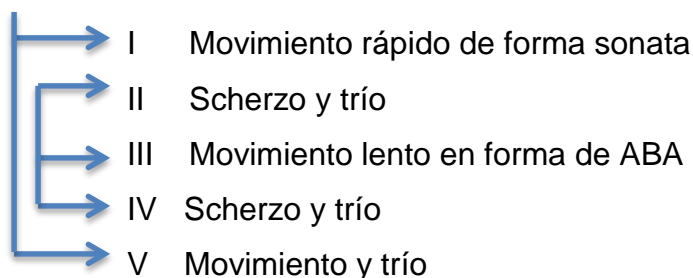 I Movimiento rápido de forma sonata
II Scherzo y trío
III Movimiento lento en forma de ABA
IV Scherzo y trío
V Movimiento y trío